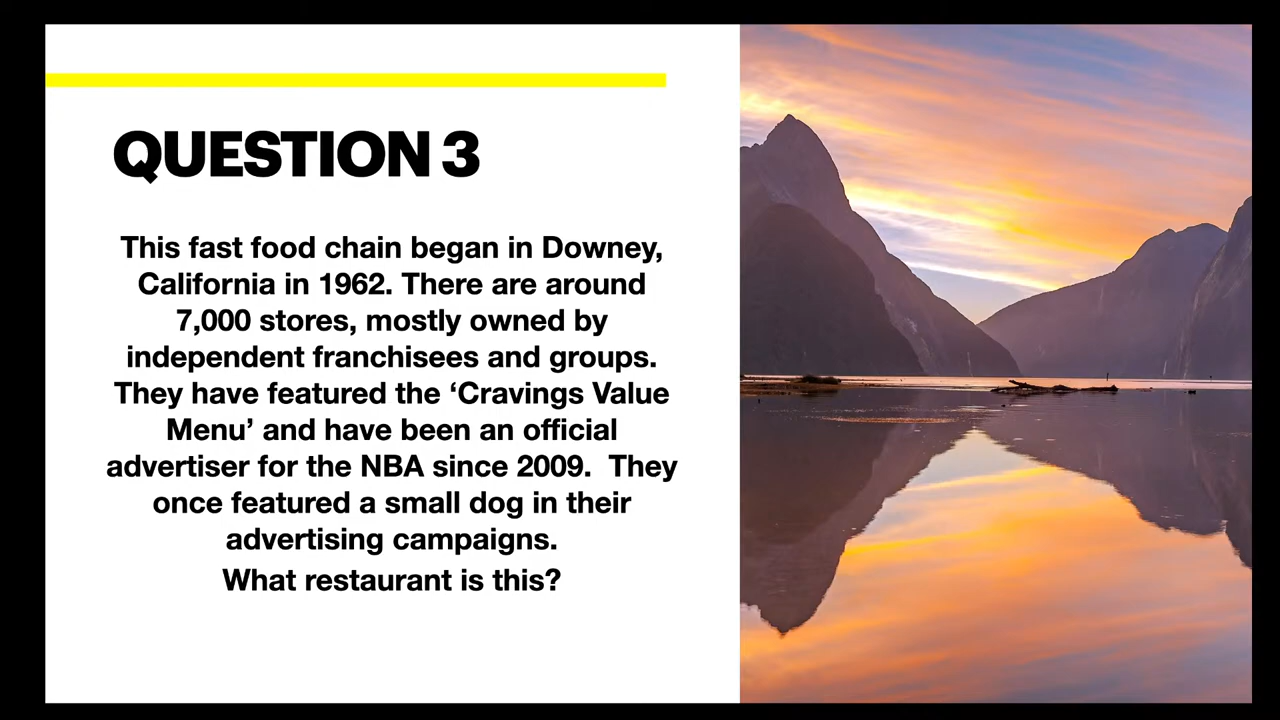 QUESTION 3
This fast food chain began in Downey,
California in 1962. There are around
7,000 stores, mostly owned by
independent franchisees and groups.
They have featured the ‘Cravings Value
Menu’ and have been an official
advertiser for the NBA since 2009.  They
once featured a small dog in their
advertising campaigns.
What restaurant is this?